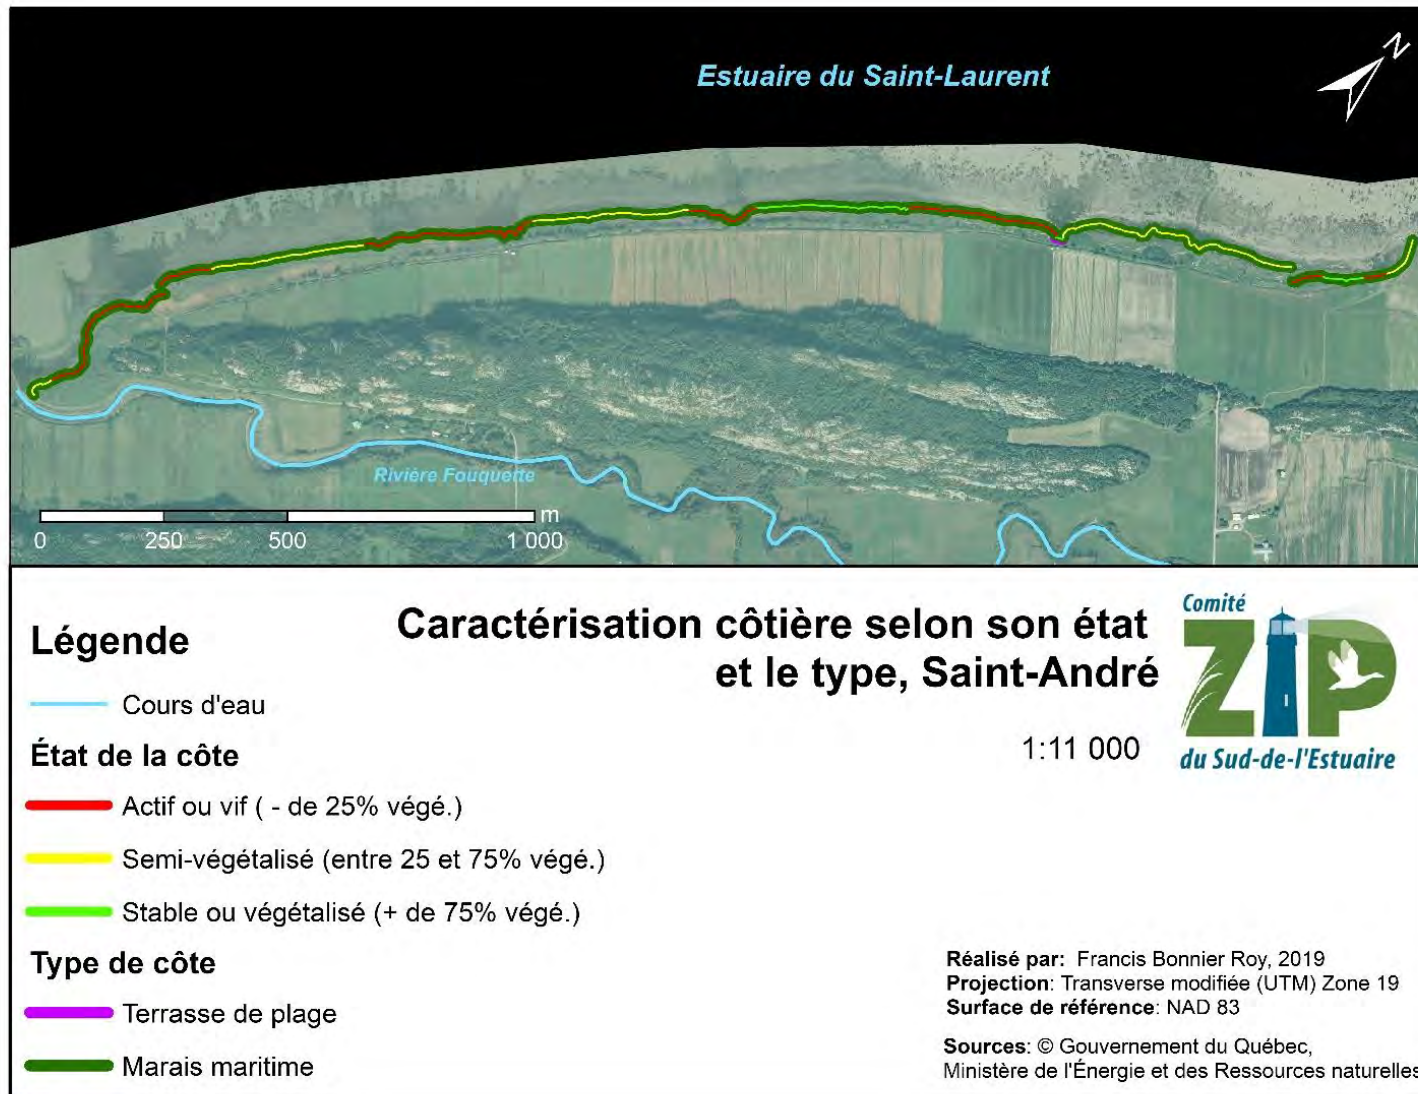 Estuaire du Saint-Laurent
N
Rivière Fouquette
m
0 250 500 1 000
Légende
Cours d'eau
État de la côte
Actif ou vif ( - de 25% végé.)
Semi-végétalisé (entre 25 et 75% végé.)
Stable ou végétalisé (+ de 75% végé.)
Type de côte
Terrasse de plage
Marais maritime
Caractérisation côtière selon son état
et le type, Saint-André
1:11 000
Comité
ZIP
du Sud-de-l'Estuaire
Réalisé par: Francis Bonnier Roy, 2019
Projection: Transverse modifiée (UTM) Zone 19
Surface de référence: NAD 83
Sources: © Gouvernement du Québec,
Ministère de l'Énergie et des Ressources naturelles